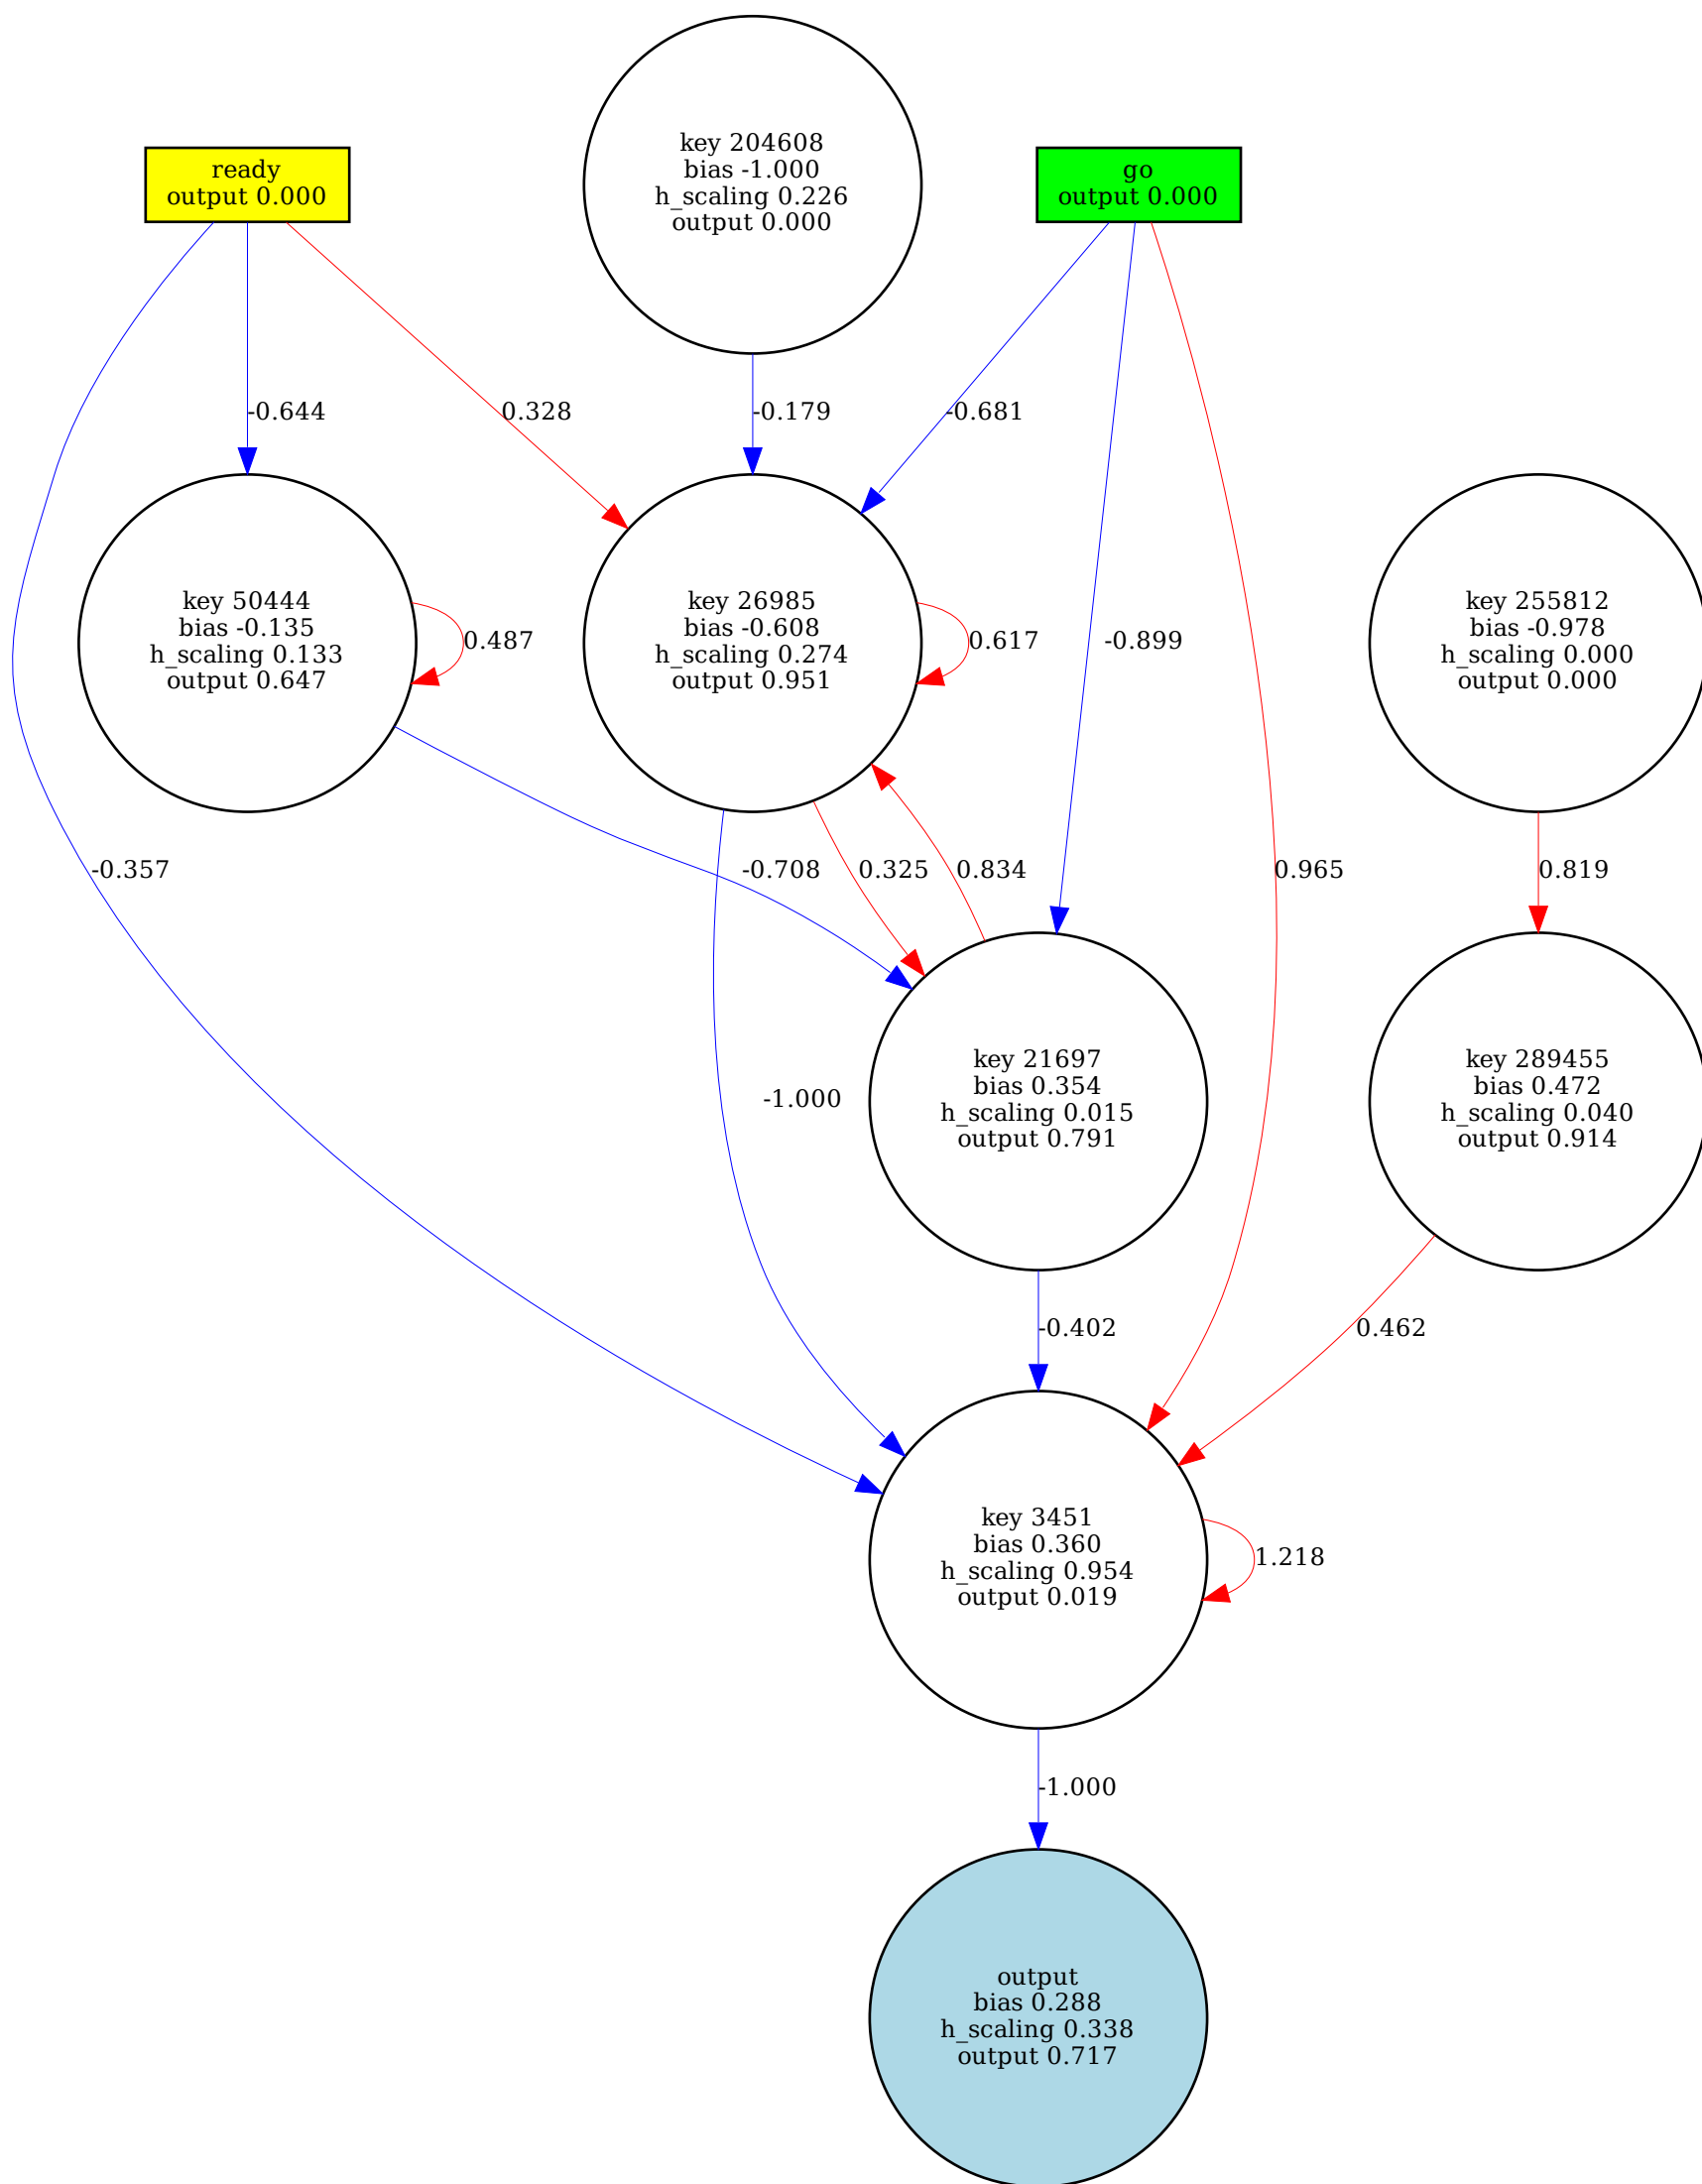 key 204608
bias -1.000
h_scaling 0.226
output 0.000
ready
output 0.000
go
output 0.000
-0.644
0.328
-0.179
-0.681
key 50444
bias -0.135
h_scaling 0.133
output 0.647
0.487
key 26985
bias -0.608
h_scaling 0.274
output 0.951
0.617
-0.899
key 255812
bias -0.978
h_scaling 0.000
output 0.000
-0.357
-0.708
0.325
0.834
0.965
0.819
-1.000
key 21697
bias 0.354
h_scaling 0.015
output 0.791
key 289455
bias 0.472
h_scaling 0.040
output 0.914
-0.402
0.462
key 3451
bias 0.360
h_scaling 0.954
output 0.019
1.218
-1.000
output
bias 0.288
h_scaling 0.338
output 0.717